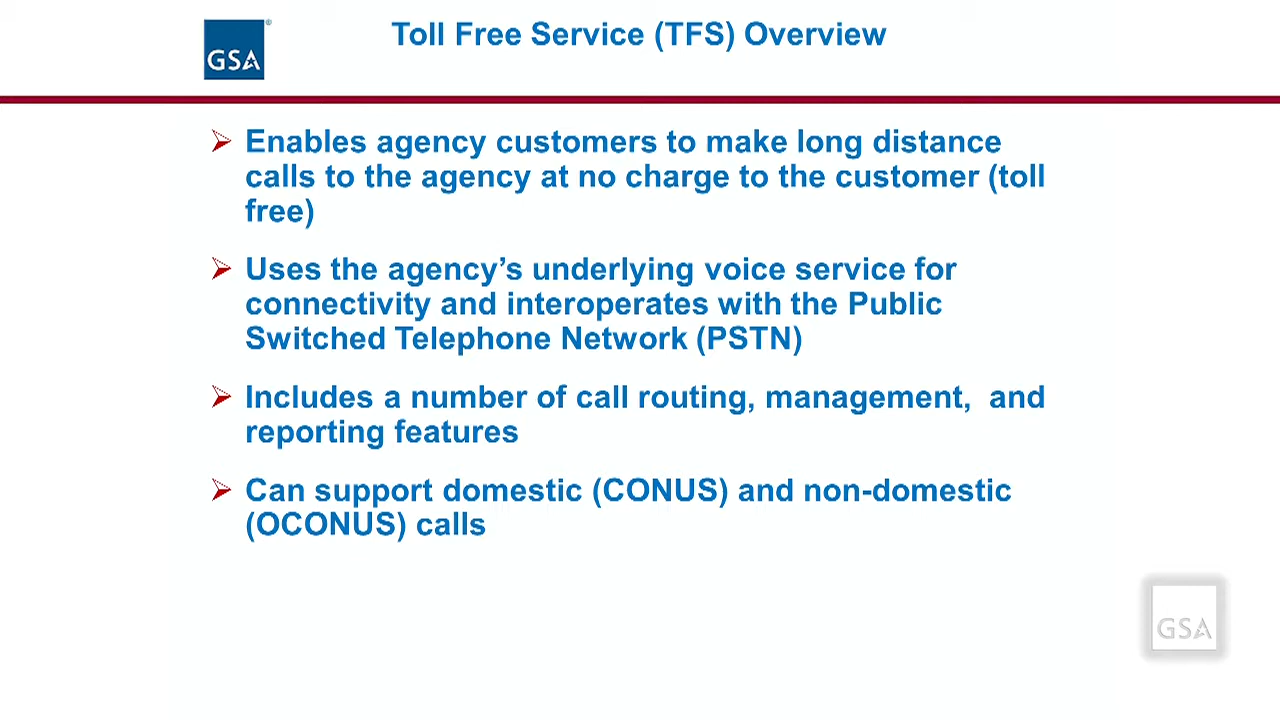 GSA
®
Toll Free Service (TFS) Overview
Enables agency customers to make long distance
calls to the agency at no charge to the customer (toll
free)
Uses the agency’s underlying voice service for
connectivity and interoperates with the Public
Switched Telephone Network (PSTN)
Includes a number of call routing, management,  and
reporting features
Can support domestic (CONUS) and non-domestic
(OCONUS) calls
GSA